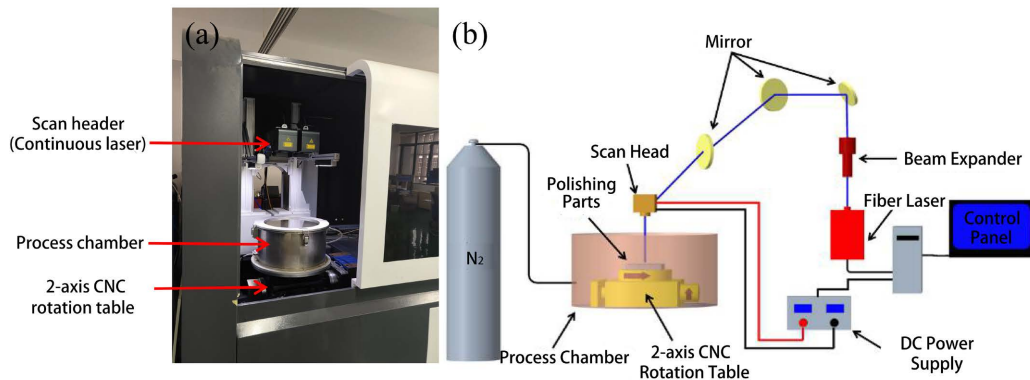 (a)
Scan header
(Continuous laser)
Process chamber
2-axis CNC
rotation table
(b)
Mirror
Scan Head
Polishing
Parts
Beam Expander
Fiber Laser
Control
Panel
N2
Process Chamber
2-axis CNC
Rotation Table
DC Power
Supply